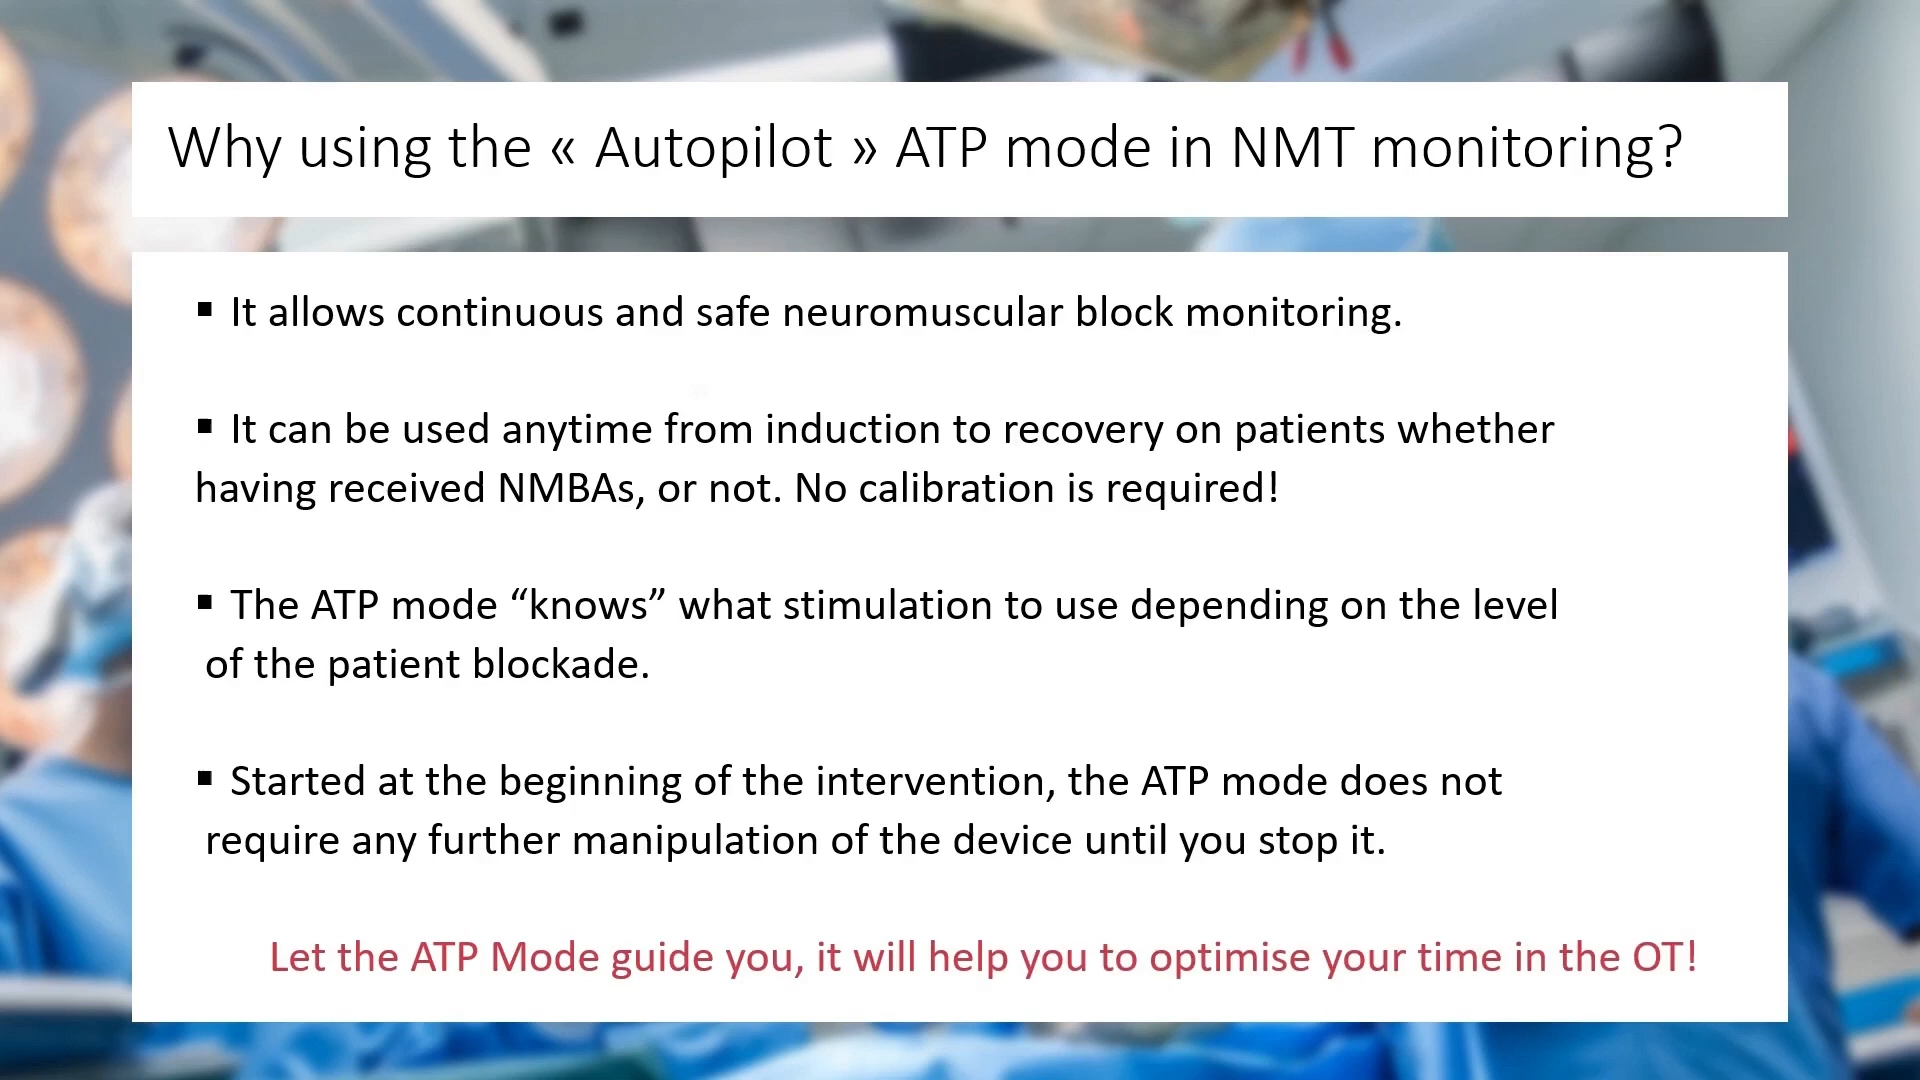 Why using the « Autopilot » ATP mode in NMT monitoring?
▪ It allows continuous and safe neuromuscular block monitoring.
▪ It can be used anytime from induction to recovery on patients whether
having received NMBAs, or not. No calibration is required!
▪ The ATP mode “knows” what stimulation to use depending on the level
of the patient blockade.
▪ Started at the beginning of the intervention, the ATP mode does not
require any further manipulation of the device until you stop it.
Let the ATP Mode guide you, it will help you to optimise your time in the OT!